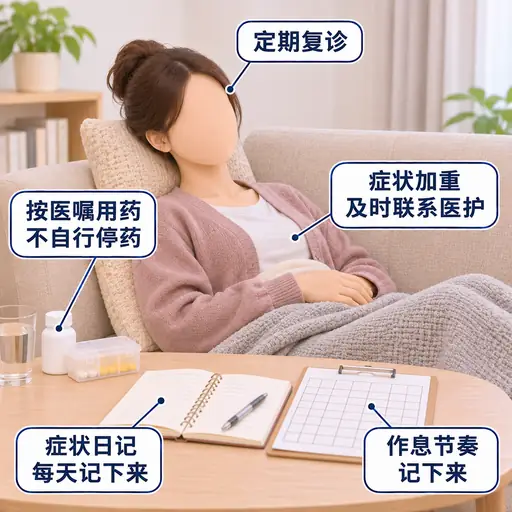 定期复诊
按医嘱用药
不自行停药
症状加重
及时联系医护
症状日记
每天记下来
作息节奏
记下来